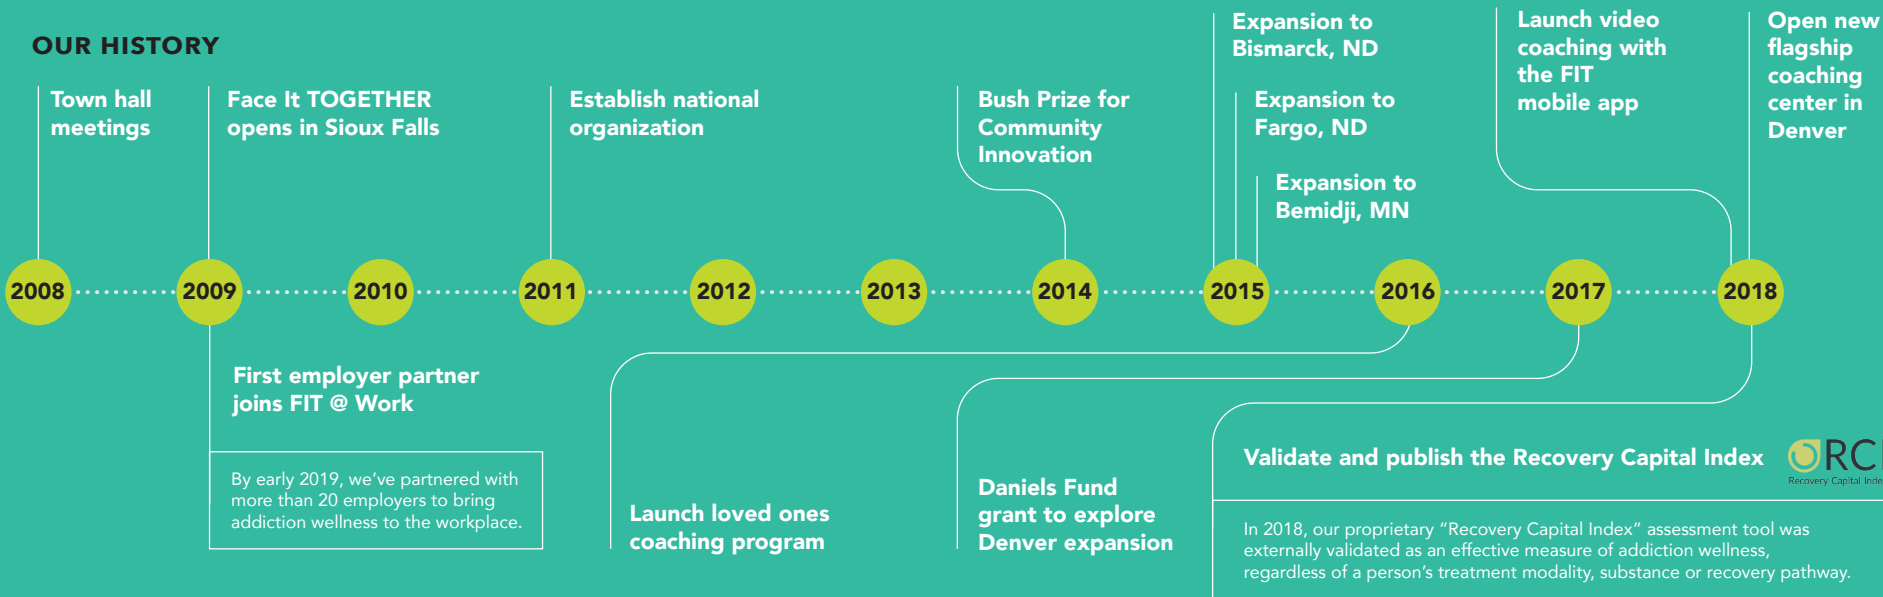 OUR HISTORY
Town hall
meetings
Face It TOGETHER
opens in Sioux Falls
Establish national
organization
Bush Prize for
Community
Innovation
Expansion to
Bismarck, ND
Expansion to
Fargo, ND
Expansion to
Bemidji, MN
Launch video
coaching with
the FIT
mobile app
Open new
flagship
coaching
center in
Denver
2008
2009
2010
2011
2012
2013
2014
2015
2016
2017
2018
First employer partner
joins FIT @ Work
By early 2019, we’ve partnered with
more than 20 employers to bring
addiction wellness to the workplace.
Launch loved ones
coaching program
Daniels Fund
grant to explore
Denver expansion
Validate and publish the Recovery Capital Index
RCI
Recovery Capital Inde
In 2018, our proprietary “Recovery Capital Index” assessment tool was
externally validated as an effective measure of addiction wellness,
regardless of a person’s treatment modality, substance or recovery pathway.